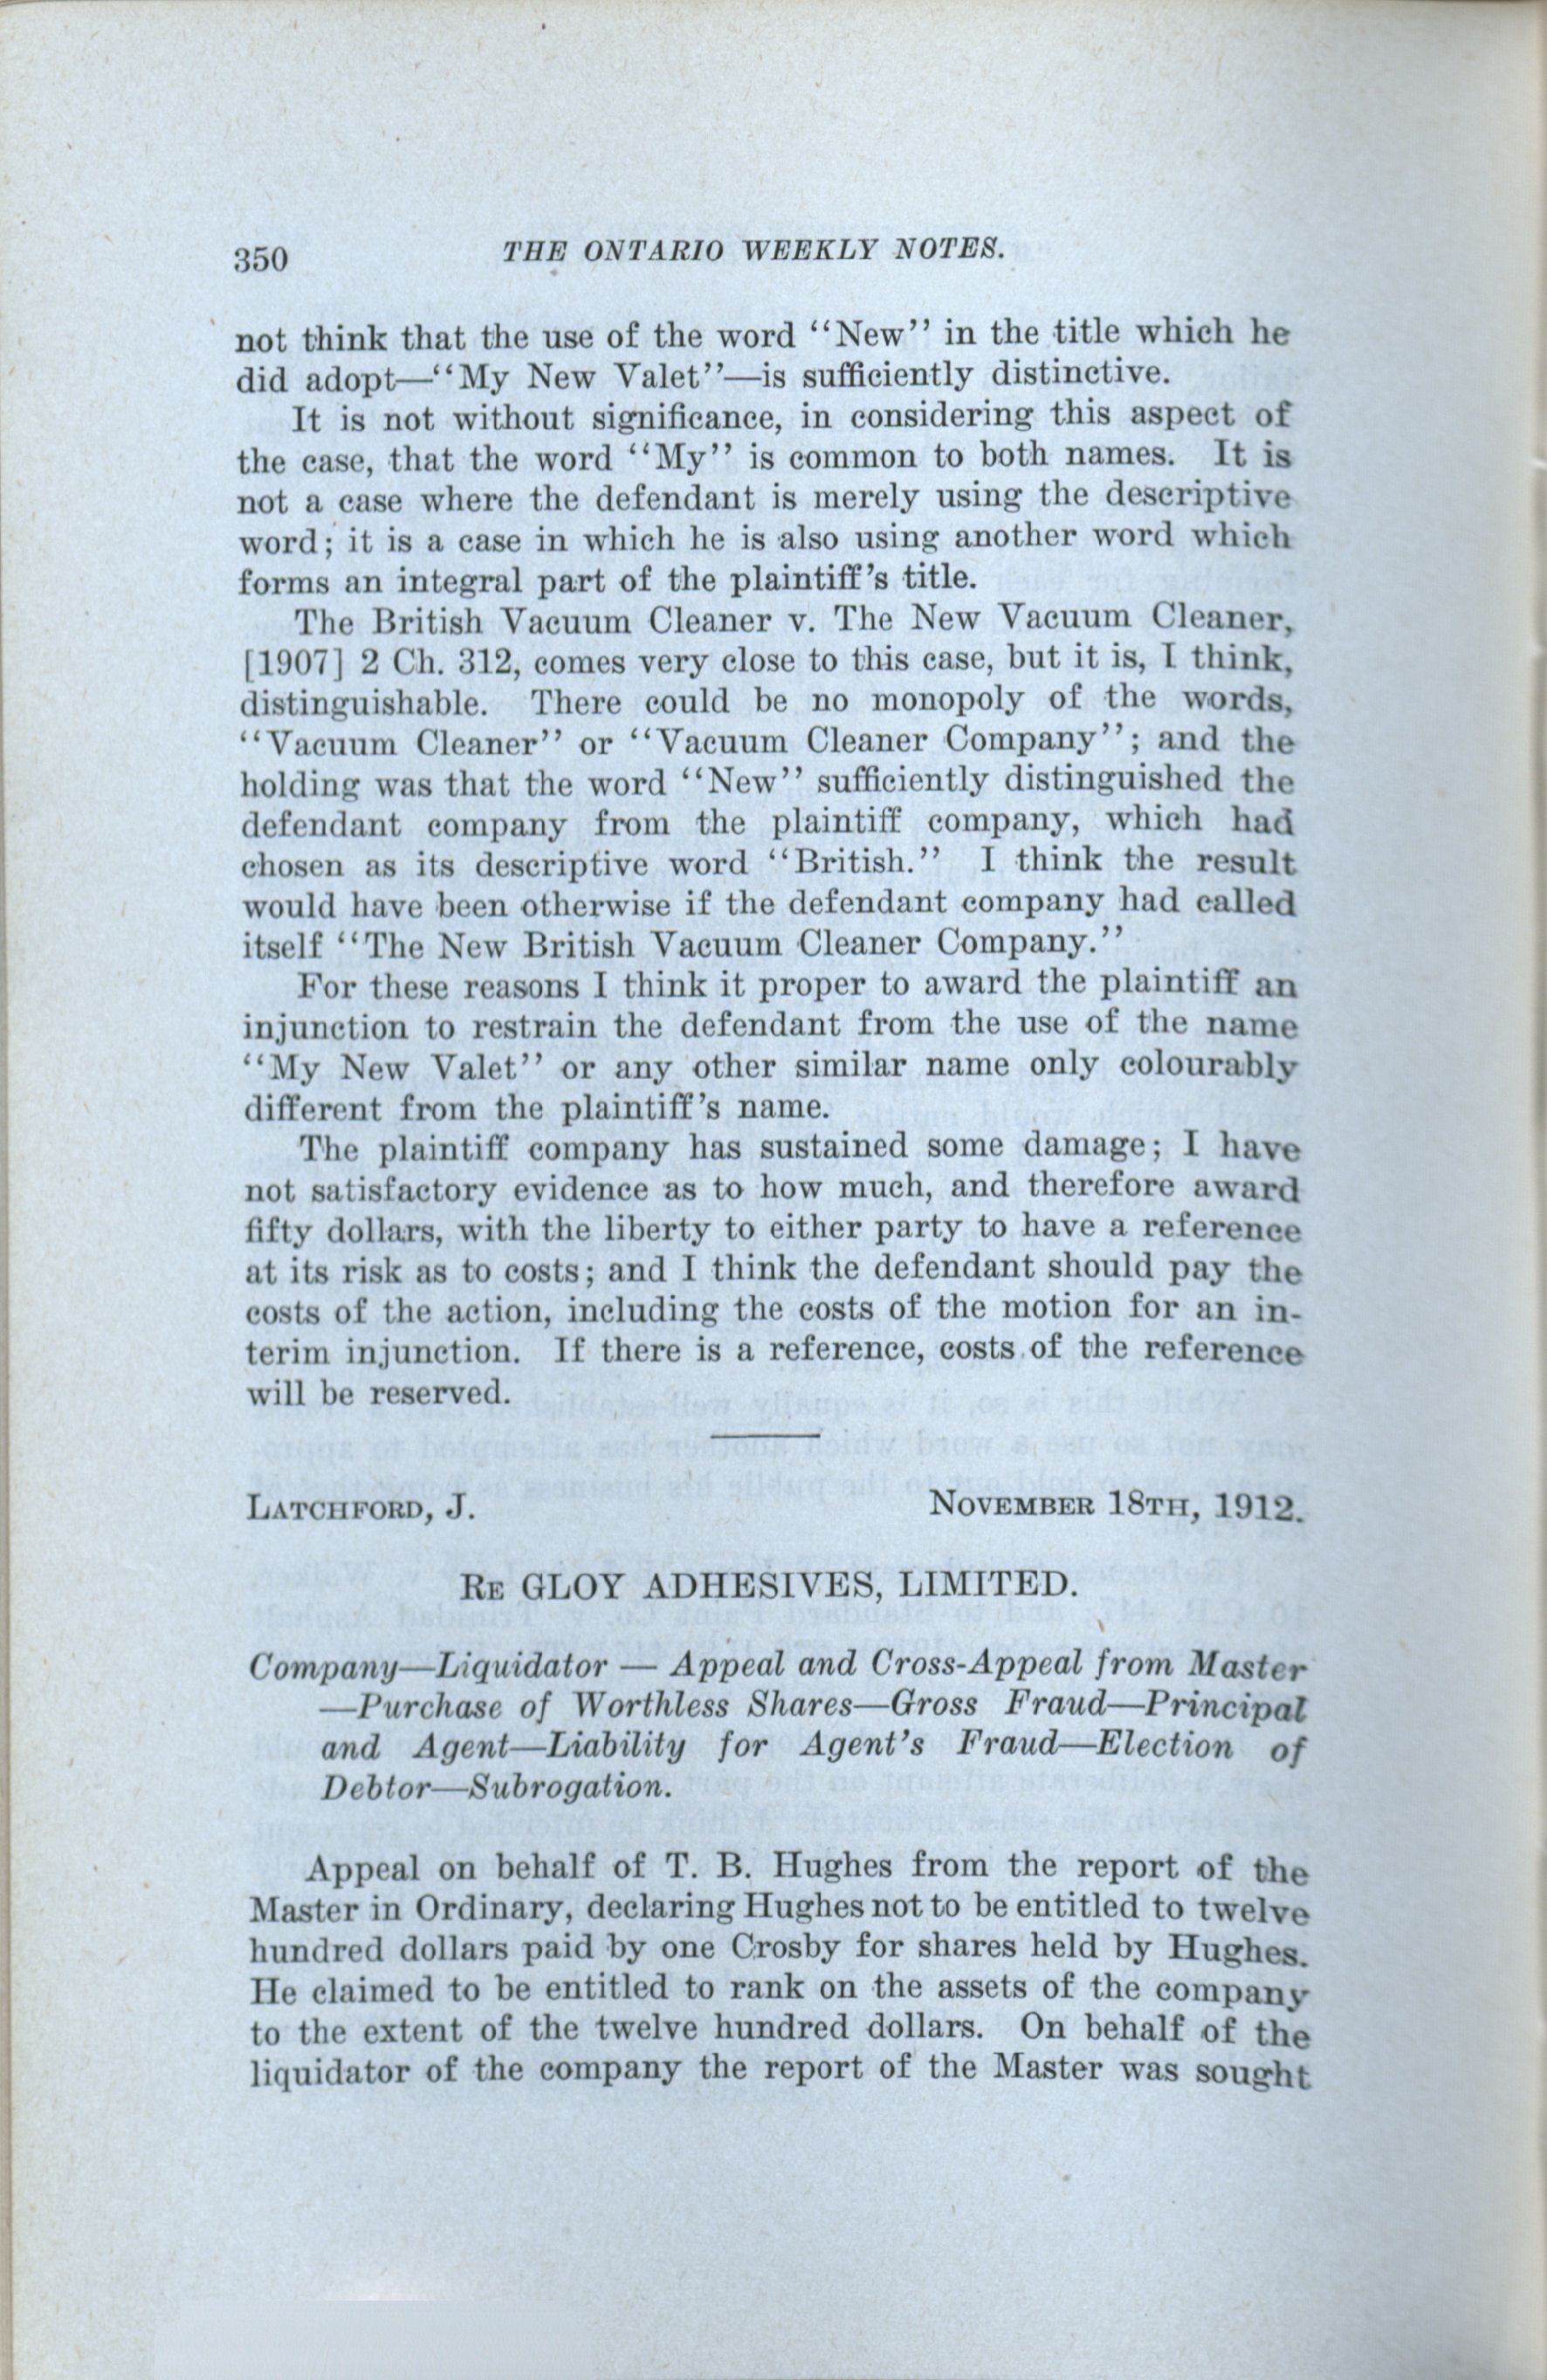 350 THE ONTARIO WEEKLY NOTES.
not think that the use of the word ‘‘New’’ in the title which he
did adopt—‘‘My New Valet’’—is sufficiently distinctive.
It is not without significance, in considering this aspect of
the case, that the word ‘‘My’’ is common to both names. It is
not a case where the defendant is merely using the descriptive
word; it is a case in which he is also using another word which
forms an integral part of the plaintiff's title.
The British Vacuum Cleaner v. The New Vacuum Cleaner,
[1907] 2 Ch. 312, comes very close to this case, but it is, I think,
distinguishable. There could be no monopoly of the words,
‘‘Vacuum Cleaner’’ or ‘‘Vacuum Cleaner Company’’; and the
holding was that the word ‘‘New’’ sufficiently distinguished the
defendant company from the plaintiff company, which had
chosen as its descriptive word ‘‘British.’’ I think the result
would have been otherwise if the defendant company had called
itself ‘‘The New British Vacuum Cleaner Company.’’
For these reasons I think it proper to award the plaintiff an
injunction to restrain the defendant from the use of the name
‘‘My New Valet’’ or any other similar name only colourably
different from the plaintiff's name.
The plaintiff company has sustained some damage; I have
not satisfactory evidence as to how much, and therefore award
fifty dollars, with the liberty to either party to have a reference
at its risk as to costs; and I think the defendant should pay the
costs of the action, including the costs of the motion for an in-
terim injunction. If there is a reference, costs of the reference
will be reserved.
LATCHFORD, J. NOVEMBER 18TH, 1912.
RE GLOY ADHESIVES, LIMITED.
Company—Liquidator — Appeal and Cross-Appeal from Master
—Purchase of Worthless Shares—Gross Fraud—Principal
and Agent—Liability for Agent's Fraud—Election of
Debtor—Subrogation.
Appeal on behalf of T. B. Hughes from the report of the
Master in Ordinary, declaring Hughes not to be entitled to twelve
hundred dollars paid by one Crosby for shares held by Hughes.
He claimed to be entitled to rank on the assets of the company
to the extent of the twelve hundred dollars. On behalf of the
liquidator of the company the report of the Master was sought